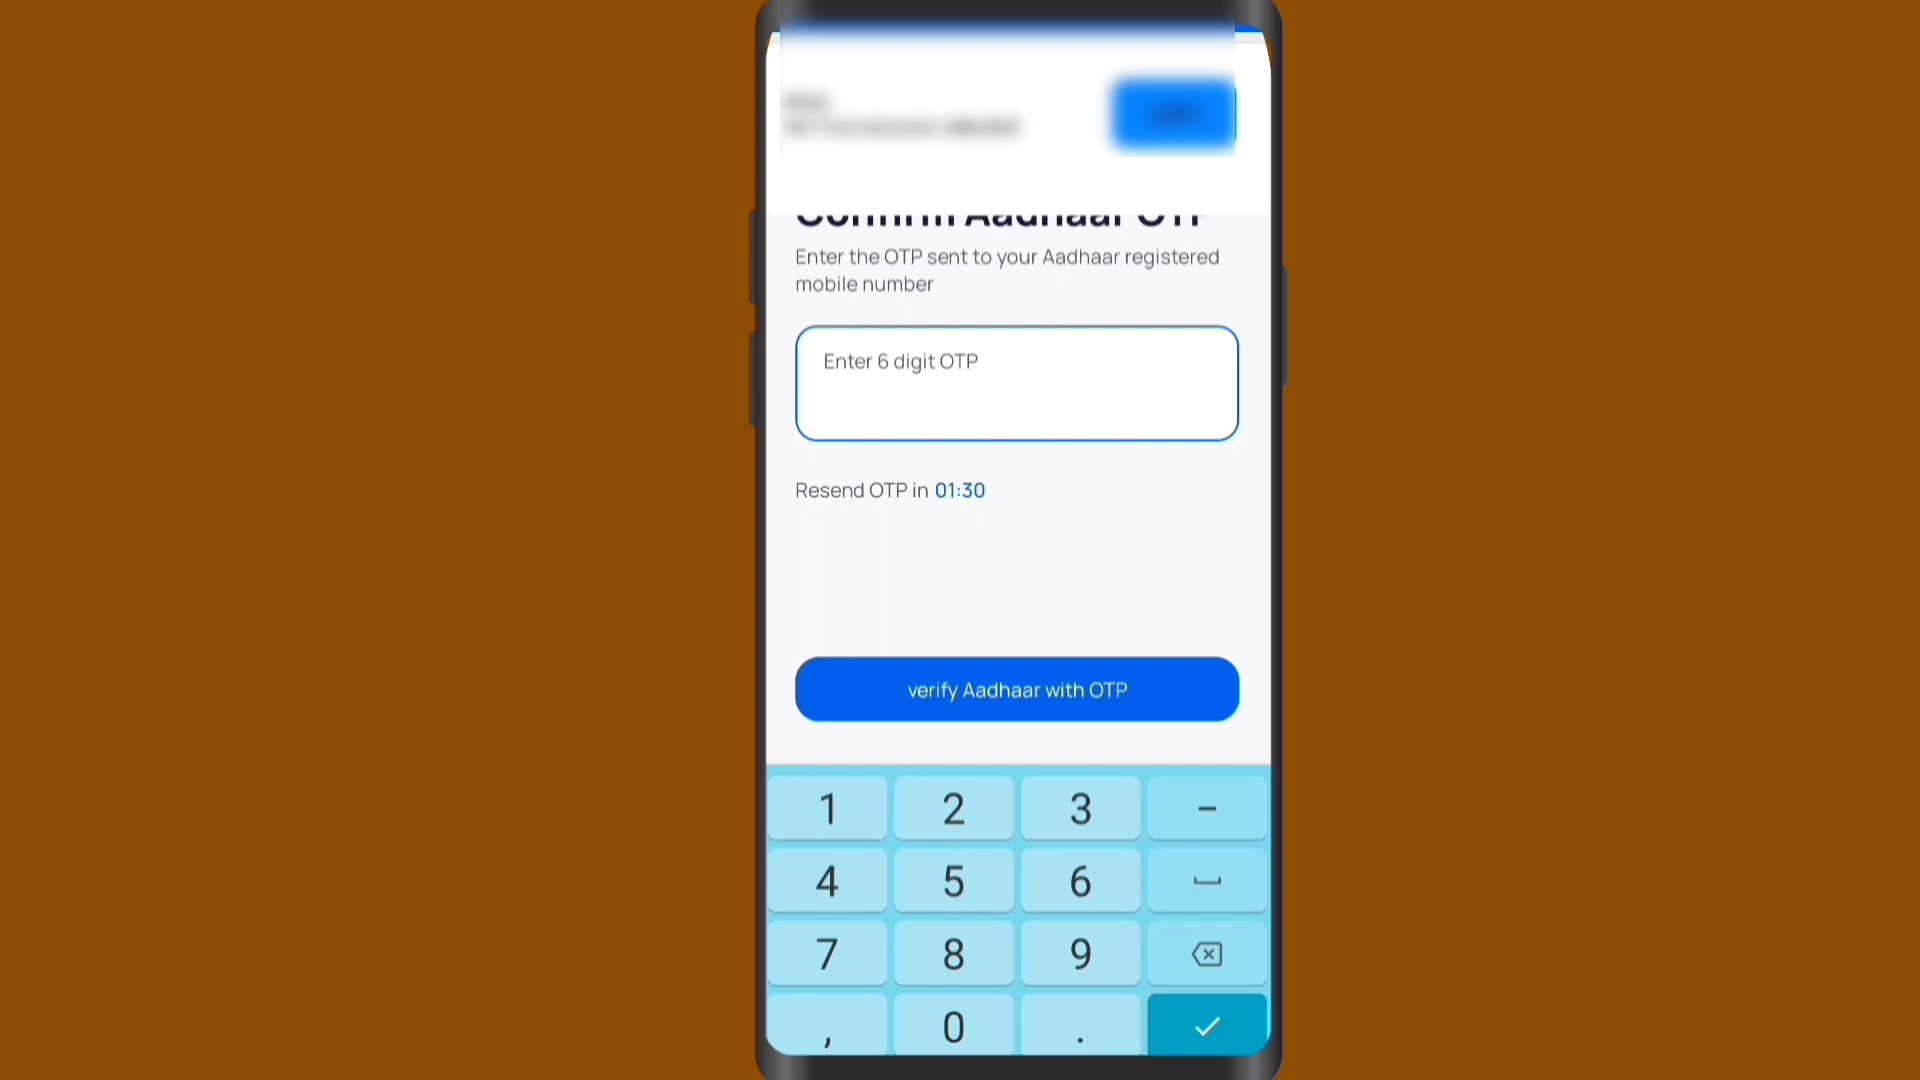 Confirm Aadhaar OTP
Enter the OTP sent to your Aadhaar registered
mobile number
Enter 6 digit OTP
Resend OTP in 01:30
verify Aadhaar with OTP
1 2 3 -
4 5 6
7 8 9
, 0 .